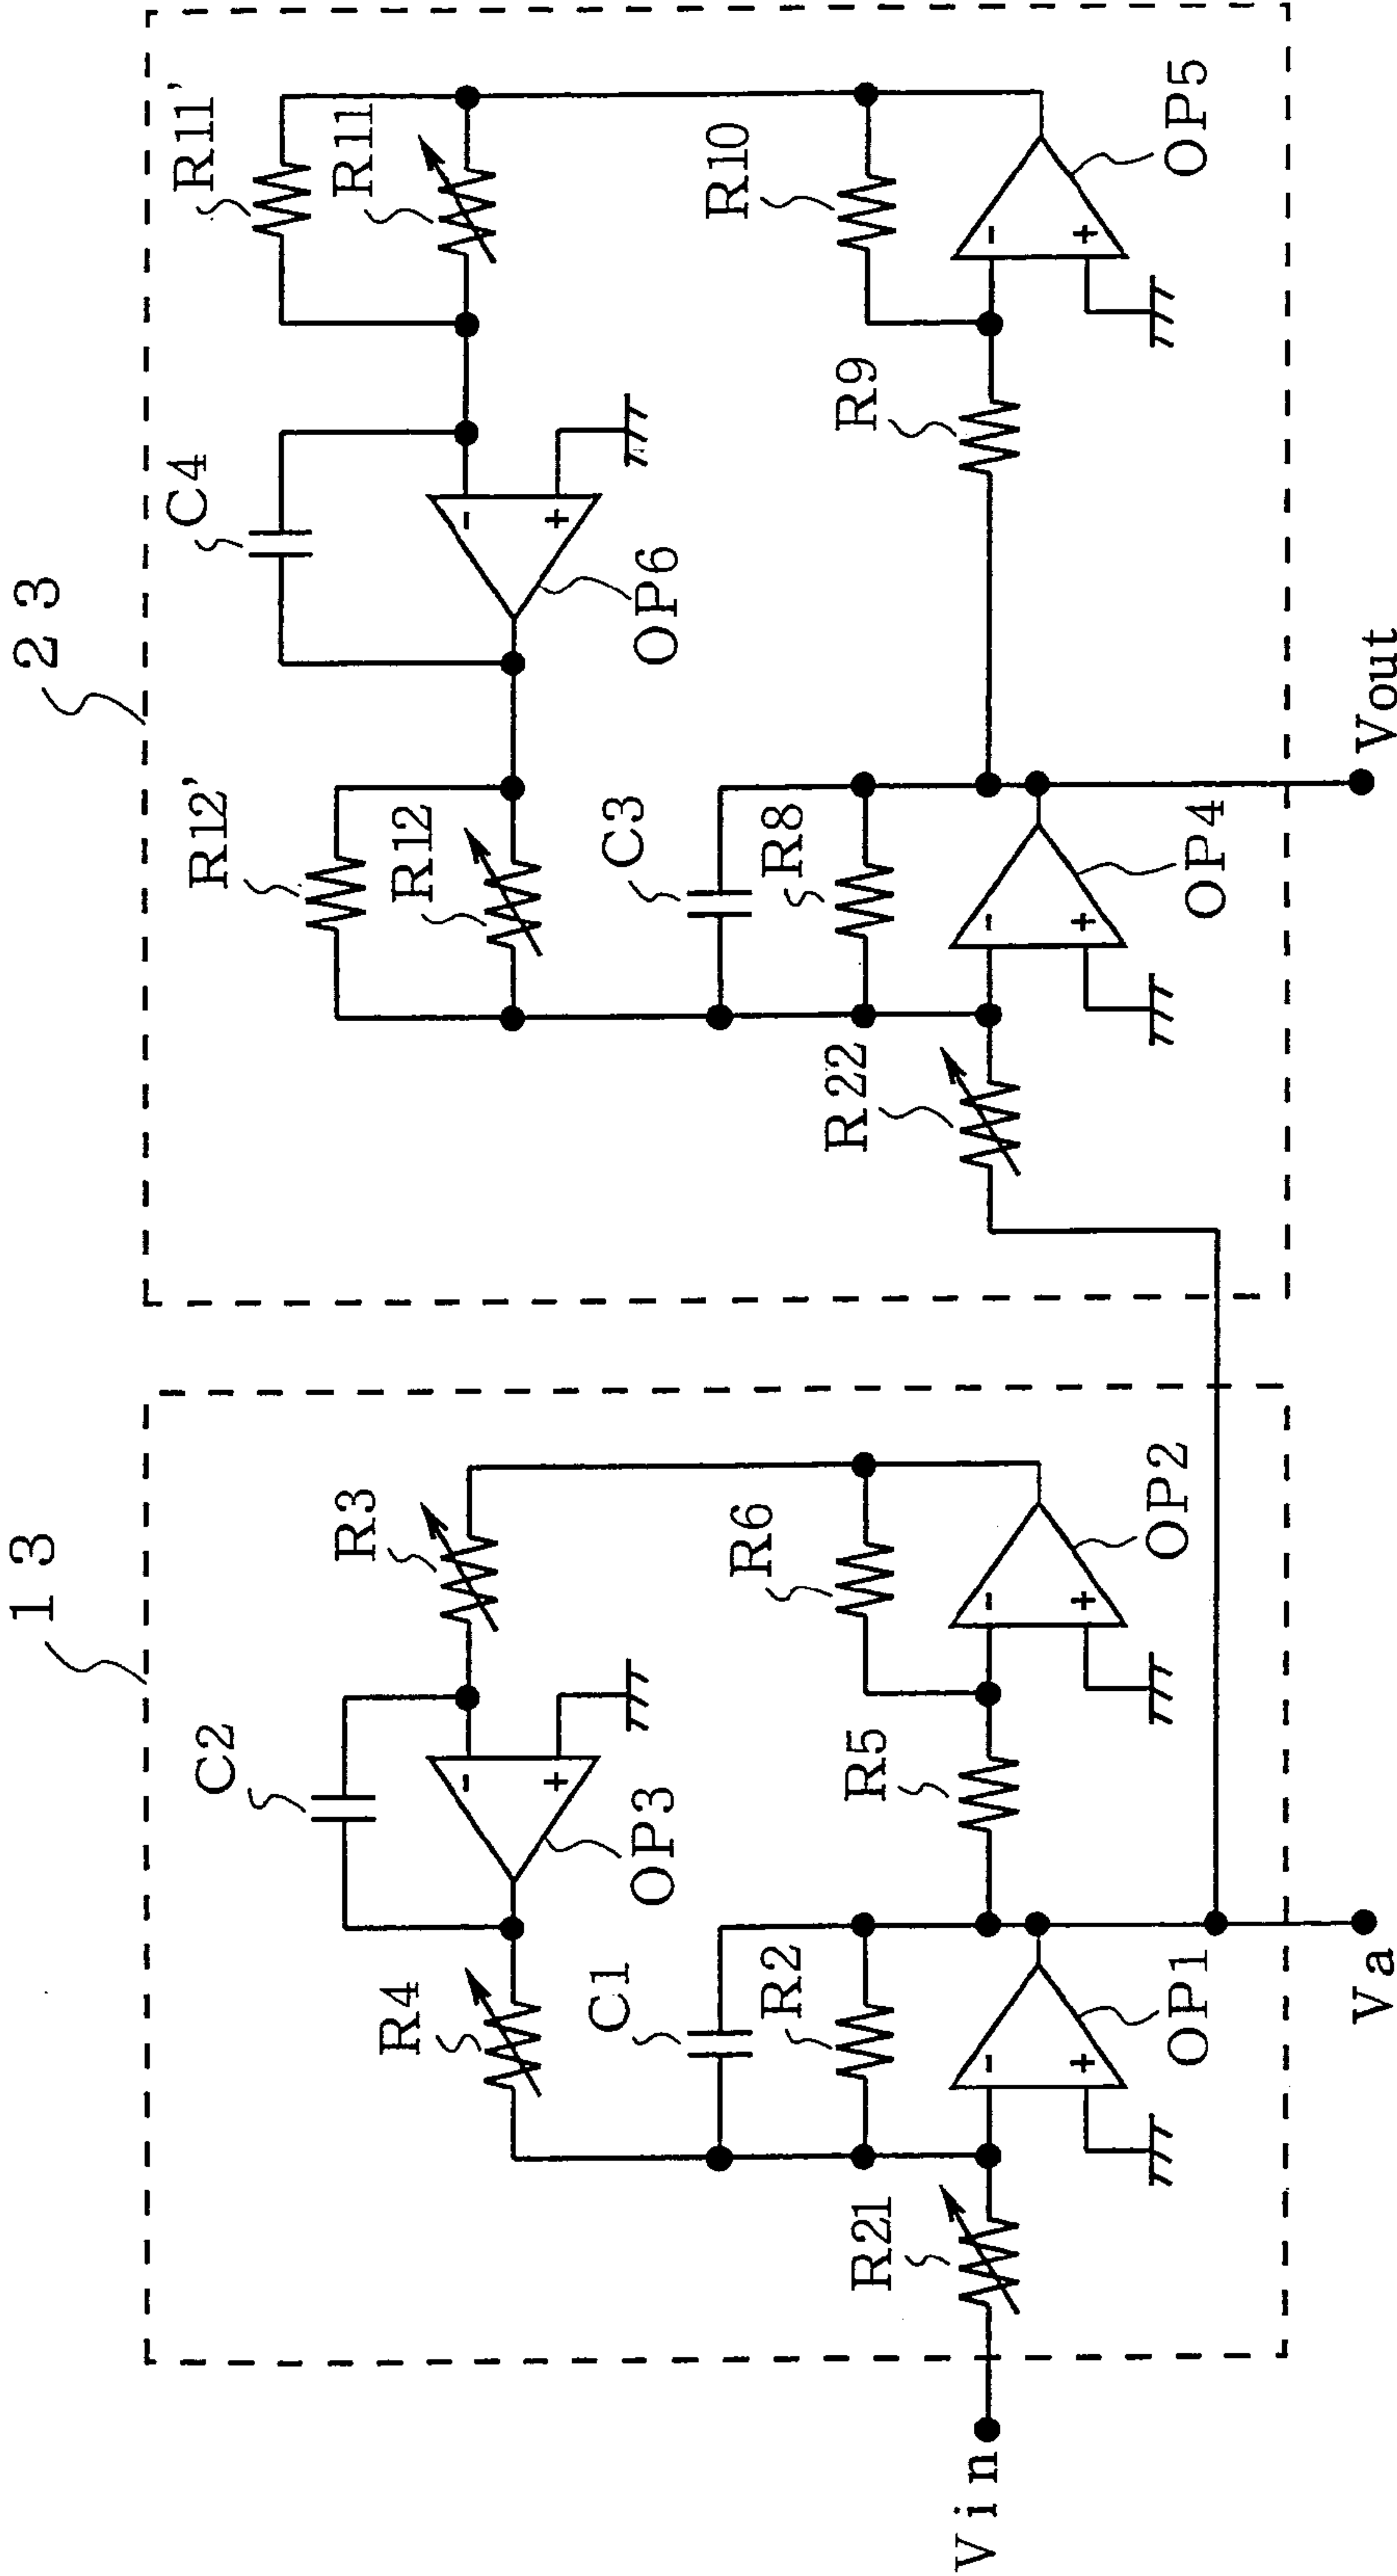 13
23
C2
R3
R4
OP3
C1
R2
R5
R6
R21
OP1
OP2
Vin
Va
R12'
R12
C4
R11'
R11
OP6
C3
R8
R9
R10
R22
OP4
OP5
Vout
-
+
-
+
-
+
-
+
-
+
-
+